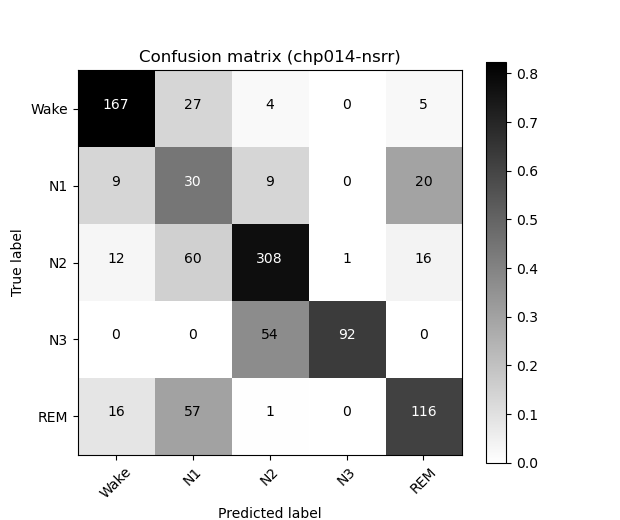 Confusion matrix (chp014-nsrr)
Wake 167 27 4 0 5
N1 9 30 9 0 20
N2 12 60 308 1 16
N3 0 0 54 92 0
REM 16 57 1 0 116
Wake N1 N2 N3 REM
Predicted label
True label
0.8
0.7
0.6
0.5
0.4
0.3
0.2
0.1
0.0